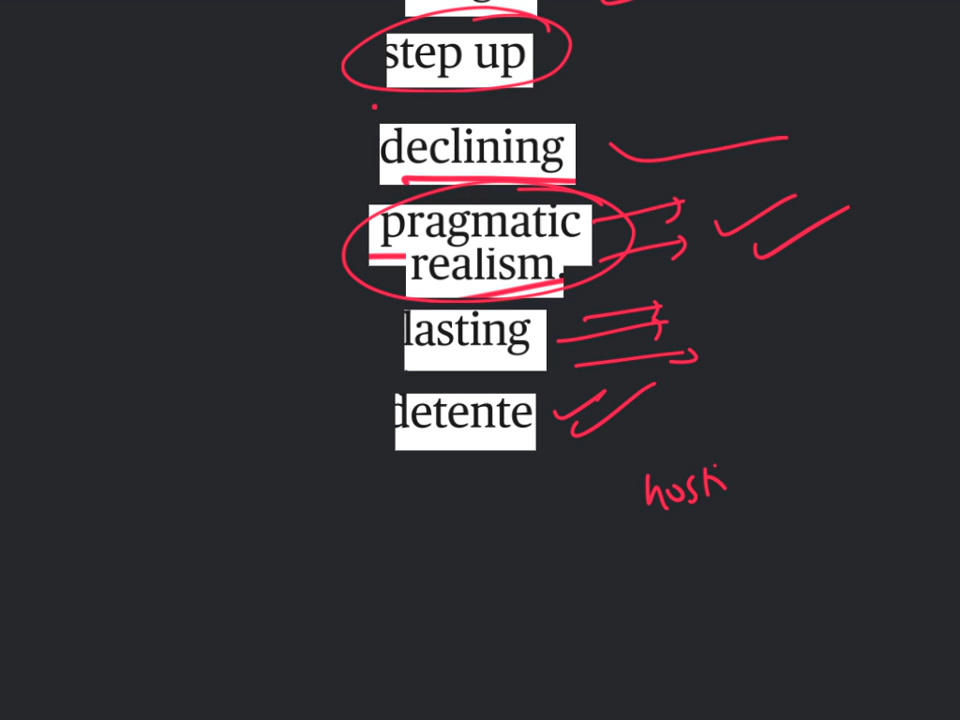 step up
declining
pragmatic
realism.
lasting
detente
hosti